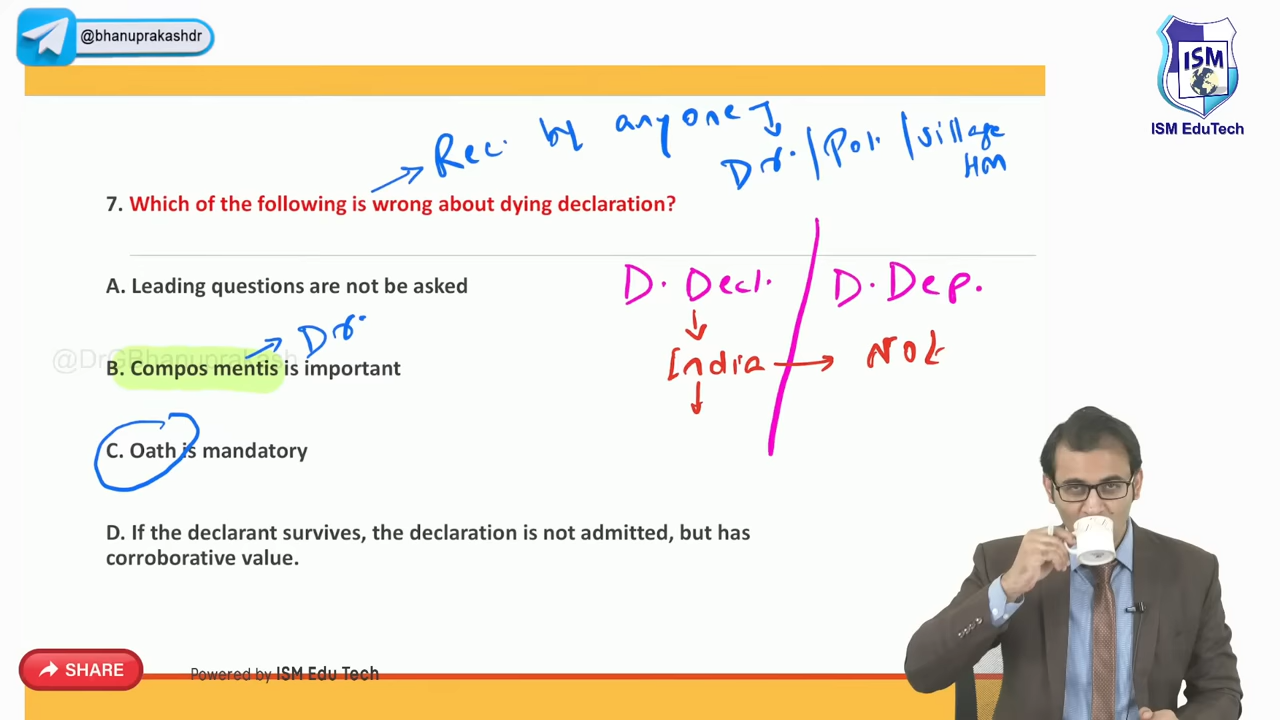 @bhanuprakashdr
ISM
ISM EduTech
Rec. by anyone
Dr. / Pol. / village
HM
7. Which of the following is wrong about dying declaration?
D. Decl. D. Dep.
A. Leading questions are not be asked
Dr.
India → Not
@DrGBhanuprakash
B. Compos mentis is important
C. Oath is mandatory
D. If the declarant survives, the declaration is not admitted, but has
corroborative value.
SHARE
Powered by ISM Edu Tech